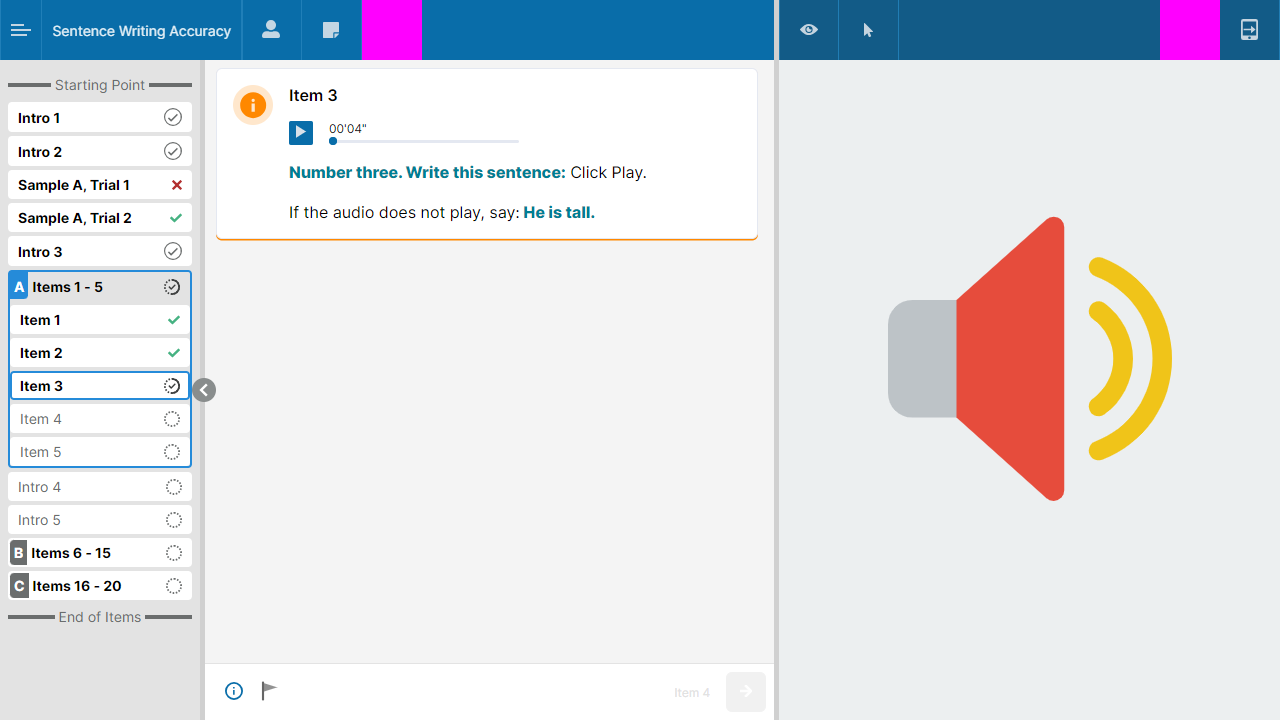 Sentence Writing Accuracy
Starting Point
Intro 1
Intro 2
Sample A, Trial 1
Sample A, Trial 2
Intro 3
A Items 1 - 5
Item 1
Item 2
Item 3
Item 4
Item 5
Intro 4
Intro 5
B Items 6 - 15
C Items 16 - 20
End of Items
Item 3
00'04"
Number three. Write this sentence: Click Play.
If the audio does not play, say: He is tall.
Item 4